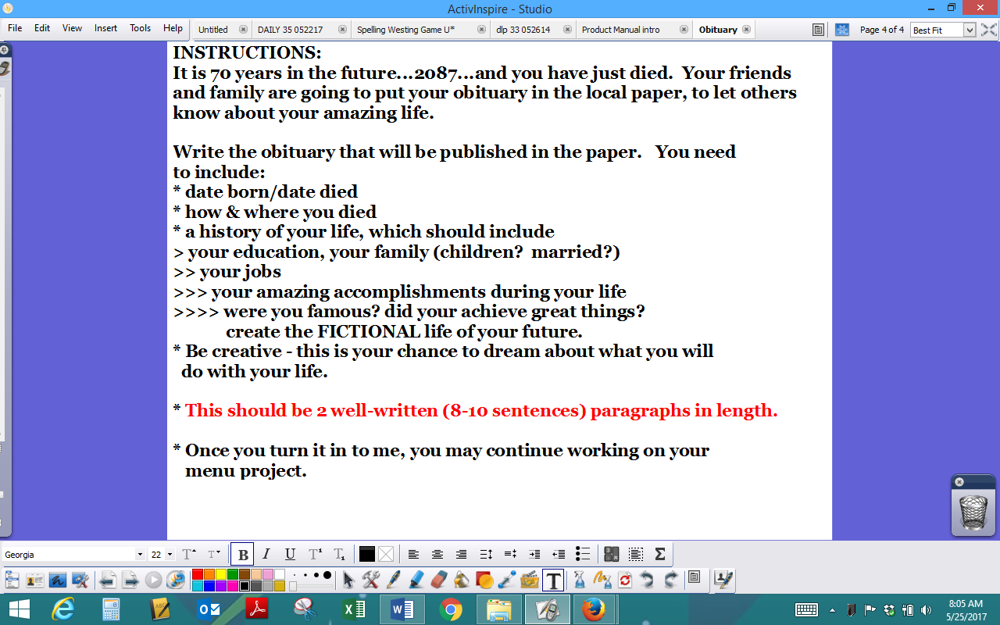 ActivInspire - Studio
File Edit View Insert Tools Help
Untitled DAILY 35 052217 Spelling Westing Game U* dlp 33 052614 Product Manual intro Obituary
Page 4 of 4 Best Fit
INSTRUCTIONS:
It is 70 years in the future...2087...and you have just died. Your friends
and family are going to put your obituary in the local paper, to let others
know about your amazing life.
Write the obituary that will be published in the paper. You need
to include:
* date born/date died
* how & where you died
* a history of your life, which should include
> your education, your family (children? married?)
>> your jobs
>>> your amazing accomplishments during your life
>>>> were you famous? did your achieve great things?
create the FICTIONAL life of your future.
* Be creative - this is your chance to dream about what you will
do with your life.
* This should be 2 well-written (8-10 sentences) paragraphs in length.
* Once you turn it in to me, you may continue working on your
menu project.
Georgia 22 T T B I U T¹ T₁ Σ
T
8:05 AM
5/25/2017